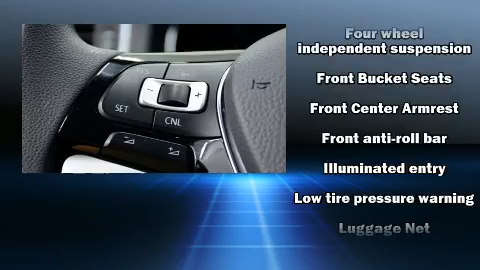 SET
CNL
Four wheel
independent suspension
Front Bucket Seats
Front Center Armrest
Front anti-roll bar
Illuminated entry
Low tire pressure warning
Luggage Net